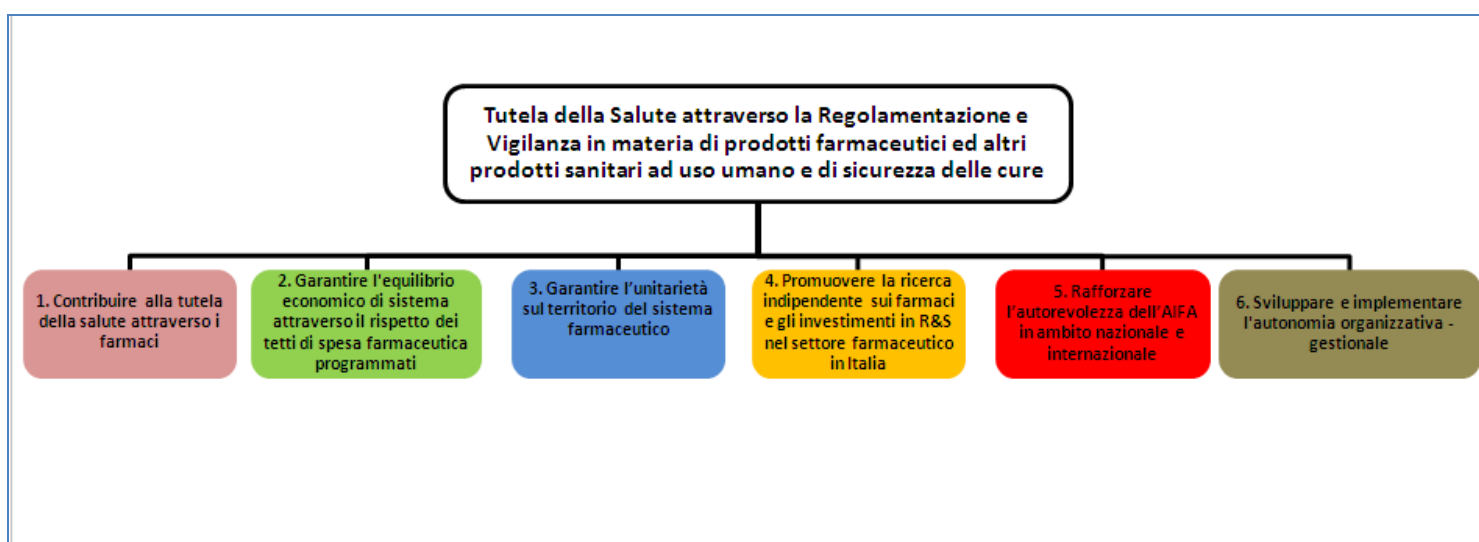 Tutela della Salute attraverso la Regolamentazione e
Vigilanza in materia di prodotti farmaceutici ed altri
prodotti sanitari ad uso umano e di sicurezza delle cure
1. Contribuire alla tutela
della salute attraverso i
farmaci
2. Garantire l'equilibrio
economico di sistema
attraverso il rispetto dei
tetti di spesa farmaceutica
programmati
3. Garantire l’unitarietà
sul territorio del sistema
farmaceutico
4. Promuovere la ricerca
indipendente sui farmaci
e gli investimenti in R&S
nel settore farmaceutico
in Italia
5. Rafforzare
l’autorevolezza dell’AIFA
in ambito nazionale e
internazionale
6. Sviluppare e implementare
l'autonomia organizzativa -
gestionale